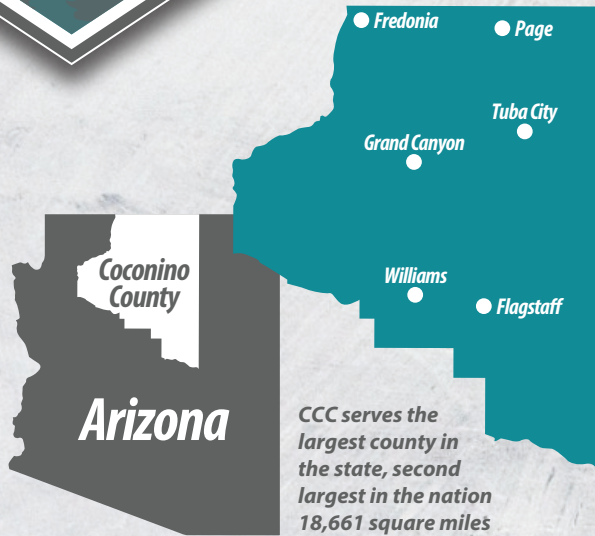 Fredonia
Page
Tuba City
Grand Canyon
Williams
Flagstaff
Coconino
County
Arizona
CCC serves the
largest county in
the state, second
largest in the nation
18,661 square miles